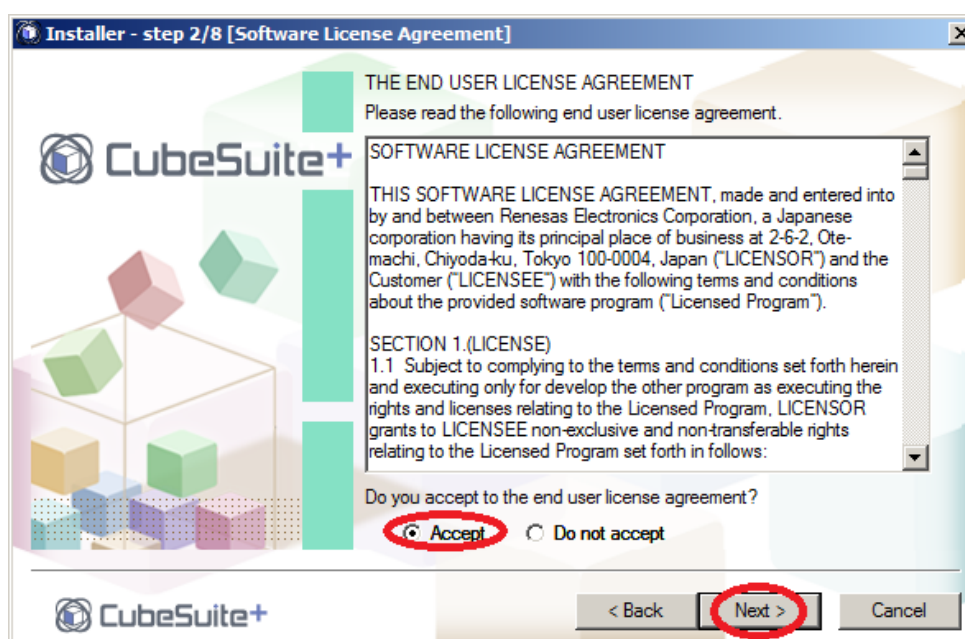 Installer - step 2/8 [Software License Agreement]
THE END USER LICENSE AGREEMENT
Please read the following end user license agreement.
CubeSuite+
SOFTWARE LICENSE AGREEMENT
THIS SOFTWARE LICENSE AGREEMENT, made and entered into
by and between Renesas Electronics Corporation, a Japanese
corporation having its principal place of business at 2-6-2, Ote-
machi, Chiyoda-ku, Tokyo 100-0004, Japan ("LICENSOR") and the
Customer ("LICENSEE") with the following terms and conditions
about the provided software program ("Licensed Program").
SECTION 1.(LICENSE)
1.1  Subject to complying to the terms and conditions set forth herein
and executing only for develop the other program as executing the
rights and licenses relating to the Licensed Program, LICENSOR
grants to LICENSEE non-exclusive and non-transferable rights
relating to the Licensed Program set forth in follows:
Do you accept to the end user license agreement?
Accept Do not accept
CubeSuite+
< Back Next > Cancel